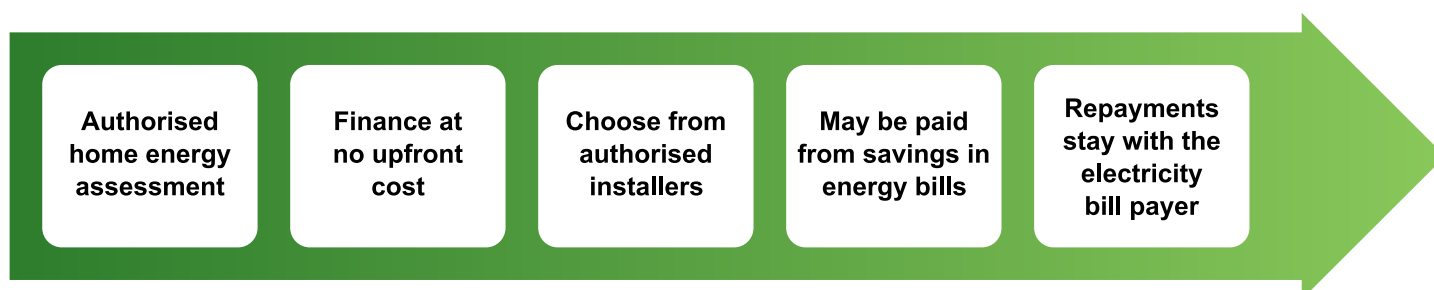 Authorised
home energy
assessment
Finance at
no upfront
cost
Choose from
authorised
installers
May be paid
from savings in
energy bills
Repayments
stay with the
electricity
bill payer